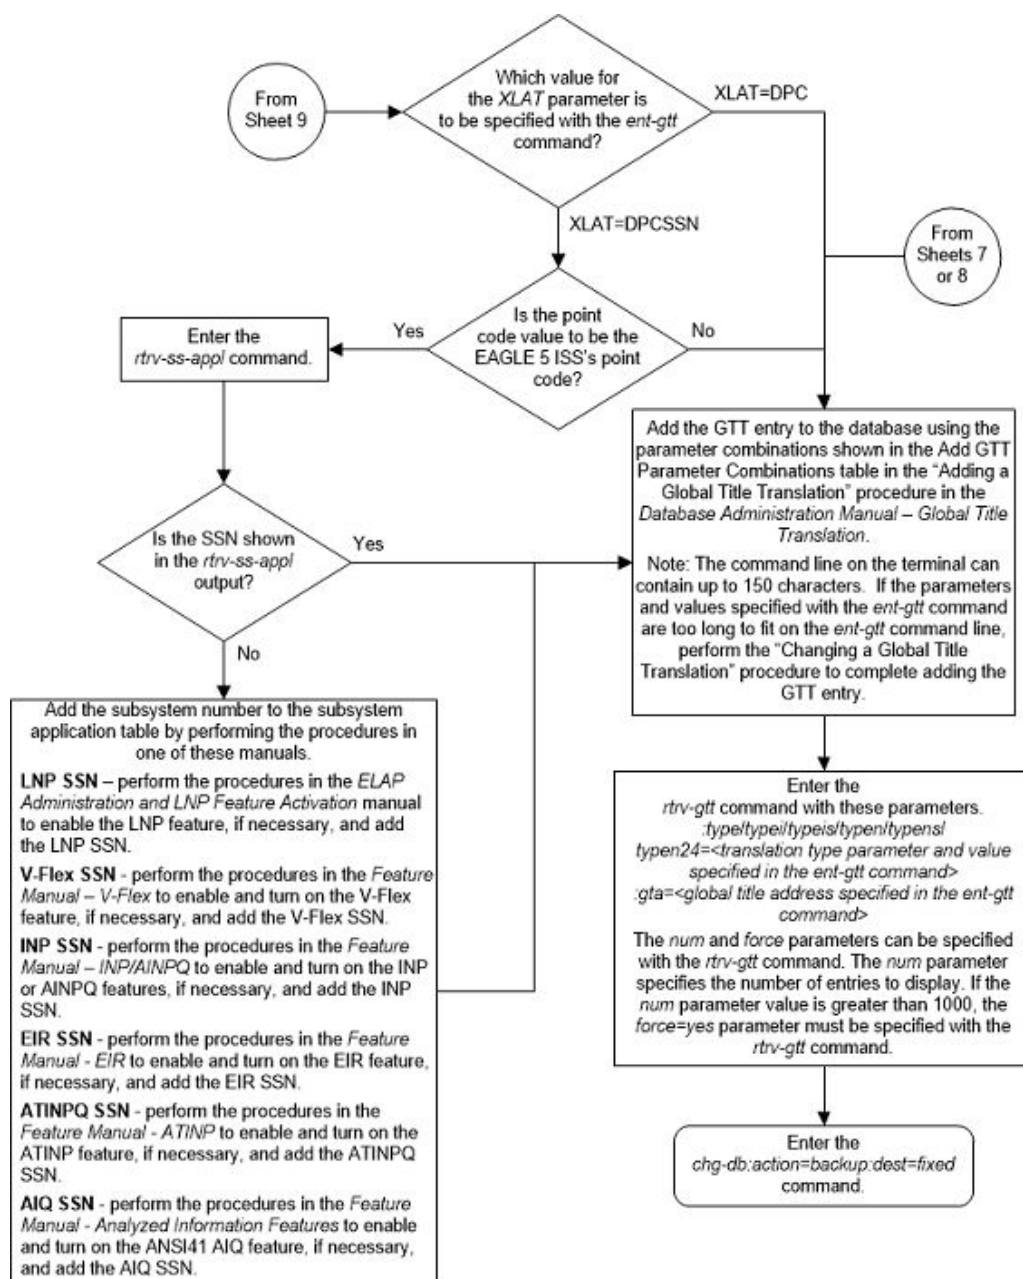 From
Sheet 9
Which value for
the XLAT parameter is
to be specified with the ent-gtt
command?
XLAT=DPC
XLAT=DPCSSN
From
Sheets 7
or 8
Is the point
code value to be the
EAGLE 5 ISS's point
code?
Yes
No
Enter the
rtrv-ss-appl command.
Is the SSN shown
in the rtrv-ss-appl
output?
Yes
No
Add the GTT entry to the database using the
parameter combinations shown in the Add GTT
Parameter Combinations table in the “Adding a
Global Title Translation” procedure in the
Database Administration Manual – Global Title
Translation.
Note: The command line on the terminal can
contain up to 150 characters. If the parameters
and values specified with the ent-gtt command
are too long to fit on the ent-gtt command line,
perform the “Changing a Global Title
Translation” procedure to complete adding the
GTT entry.
Add the subsystem number to the subsystem
application table by performing the procedures in
one of these manuals.
LNP SSN – perform the procedures in the ELAP
Administration and LNP Feature Activation manual
to enable the LNP feature, if necessary, and add
the LNP SSN.
V-Flex SSN - perform the procedures in the Feature
Manual – V-Flex to enable and turn on the V-Flex
feature, if necessary, and add the V-Flex SSN.
INP SSN - perform the procedures in the Feature
Manual – INP/AINPQ to enable and turn on the INP
or AINPQ features, if necessary, and add the INP
SSN.
EIR SSN - perform the procedures in the Feature
Manual - EIR to enable and turn on the EIR feature,
if necessary, and add the EIR SSN.
ATINPQ SSN - perform the procedures in the
Feature Manual - ATINP to enable and turn on the
ATINP feature, if necessary, and add the ATINPQ
SSN.
AIQ SSN - perform the procedures in the Feature
Manual - Analyzed Information Features to enable
and turn on the ANSI41 AIQ feature, if necessary,
and add the AIQ SSN.
Enter the
rtrv-gtt command with these parameters.
:type/typei/typeis/typen/typens/
typen24=<translation type parameter and value
specified in the ent-gtt command>
:gta=<global title address specified in the ent-gtt
command>
The num and force parameters can be specified
with the rtrv-gtt command. The num parameter
specifies the number of entries to display. If the
num parameter value is greater than 1000, the
force=yes parameter must be specified with the
rtrv-gtt command.
Enter the
chg-db:action=backup:dest=fixed
command.